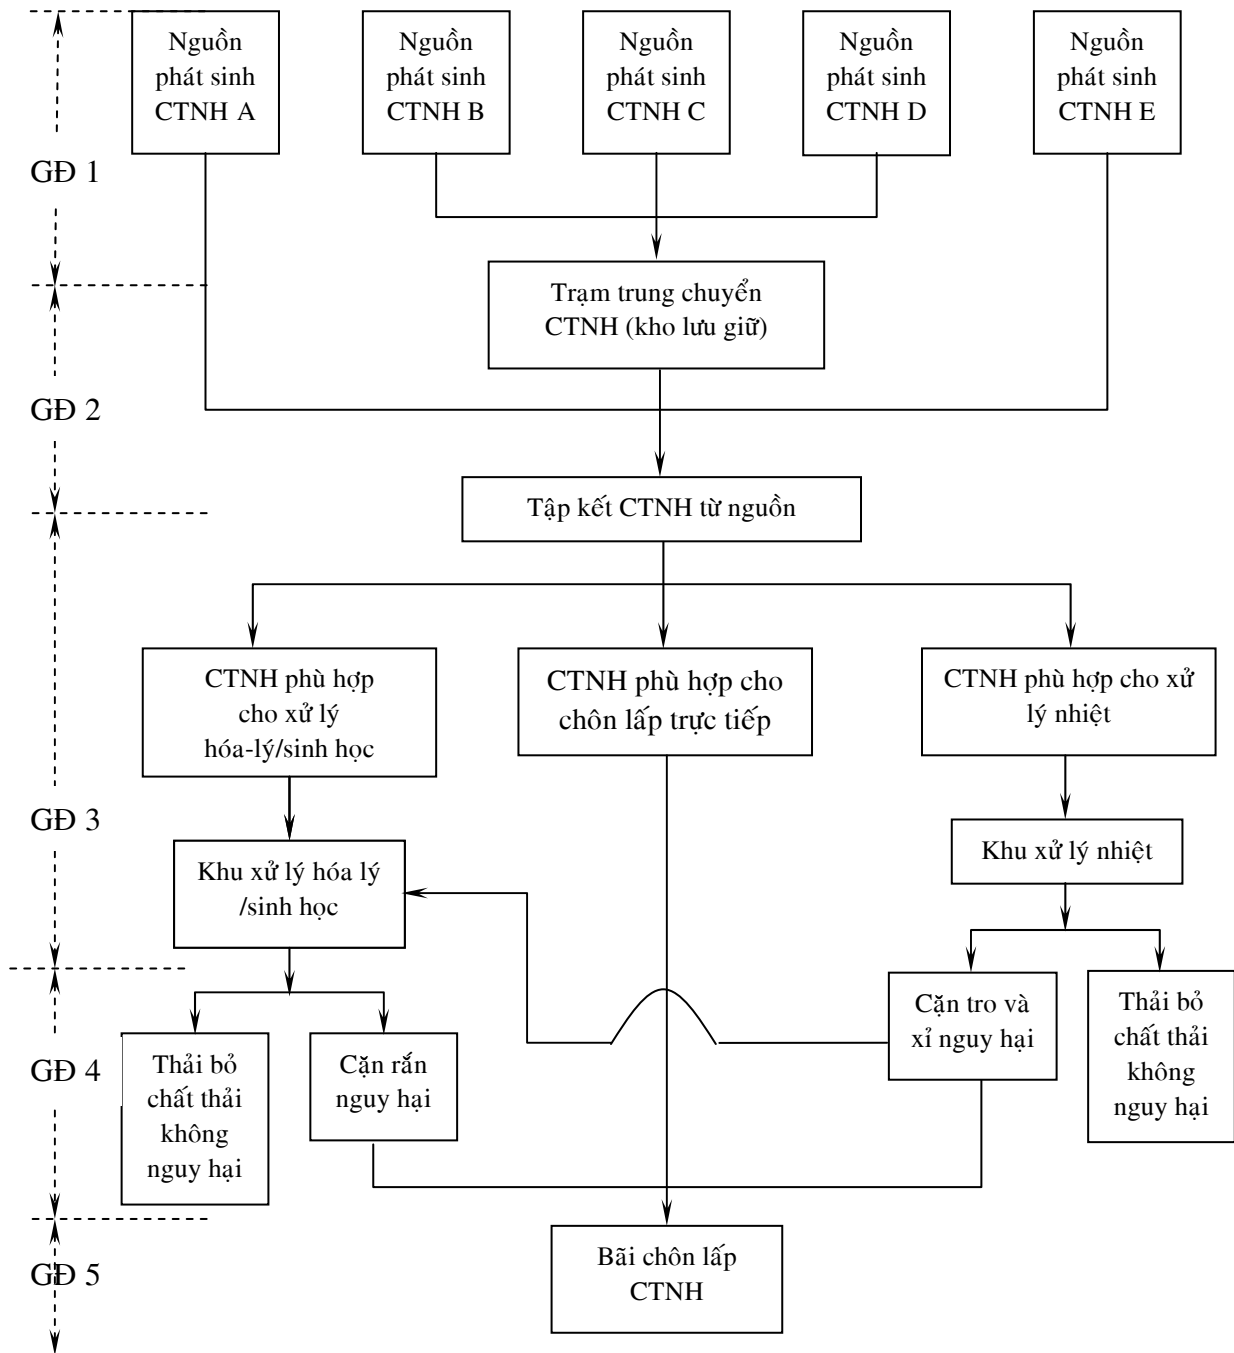 Nguồn
phát sinh
CTNH A
Nguồn
phát sinh
CTNH B
Nguồn
phát sinh
CTNH C
Nguồn
phát sinh
CTNH D
Nguồn
phát sinh
CTNH E
GĐ 1
Trạm trung chuyển
CTNH (kho lưu giữ)
GĐ 2
Tập kết CTNH từ nguồn
CTNH phù hợp
cho xử lý
hóa-lý/sinh học
CTNH phù hợp cho
chôn lấp trực tiếp
CTNH phù hợp cho xử
lý nhiệt
GĐ 3
Khu xử lý hóa lý
/sinh học
Khu xử lý nhiệt
Cặn tro và
xỉ nguy hại
Thải bỏ
chất thải
không
nguy hại
GĐ 4
Thải bỏ
chất thải
không
nguy hại
Cặn rắn
nguy hại
GĐ 5
Bãi chôn lấp
CTNH